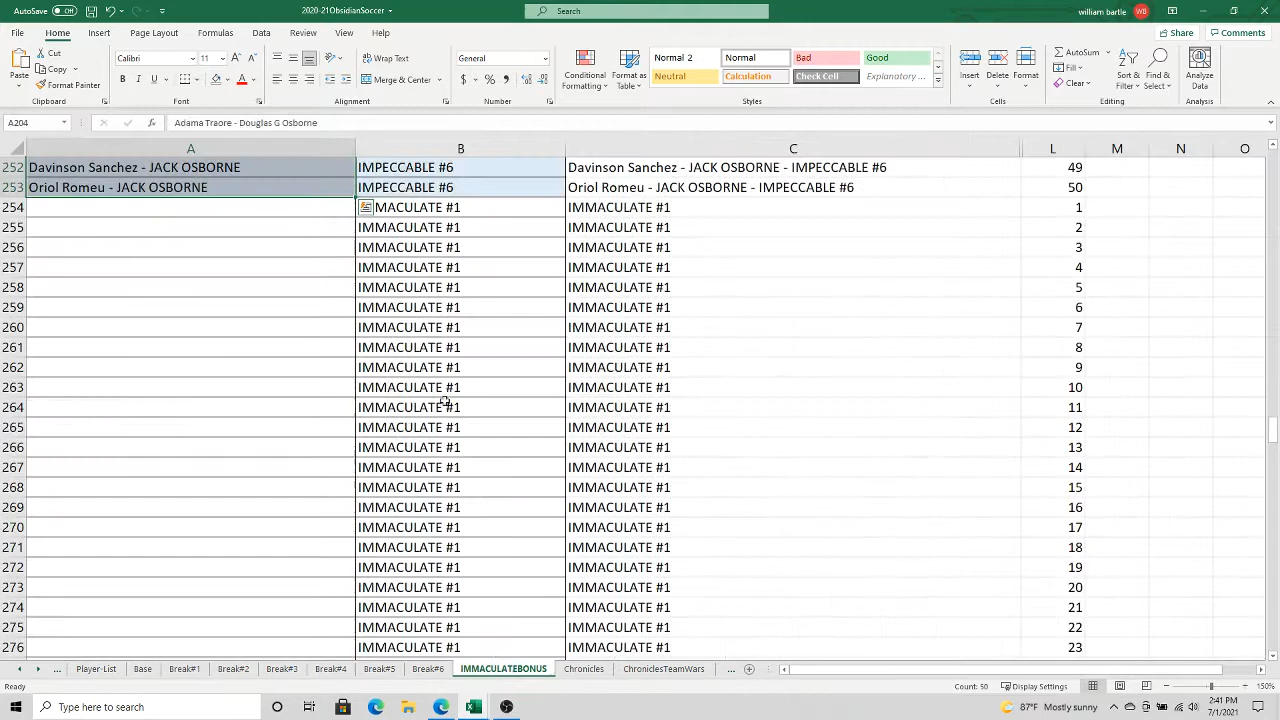 AutoSave Off
2020-21ObsidianSoccer
Search
william bartle WB
File Home Insert Page Layout Formulas Data Review View Help
Share Comments
Paste Cut Copy Format Painter Clipboard
Calibri 11 B I U Font
Wrap Text Merge & Center Alignment
General $ % Number
Conditional Formatting Format as Table
Normal 2 Normal Bad Good
Neutral Calculation Check Cell Explanatory ...
Styles
Insert Delete Format Cells
AutoSum Fill Clear Sort & Filter Find & Select Editing
Analyze Data Analysis
A204 fx Adama Traore - Douglas G Osborne
A B C L M N O
252 Davinson Sanchez - JACK OSBORNE IMPECCABLE #6 Davinson Sanchez - JACK OSBORNE - IMPECCABLE #6 49
253 Oriol Romeu - JACK OSBORNE IMPECCABLE #6 Oriol Romeu - JACK OSBORNE - IMPECCABLE #6 50
254 MACULATE #1 IMMACULATE #1 1
255 IMMACULATE #1 IMMACULATE #1 2
256 IMMACULATE #1 IMMACULATE #1 3
257 IMMACULATE #1 IMMACULATE #1 4
258 IMMACULATE #1 IMMACULATE #1 5
259 IMMACULATE #1 IMMACULATE #1 6
260 IMMACULATE #1 IMMACULATE #1 7
261 IMMACULATE #1 IMMACULATE #1 8
262 IMMACULATE #1 IMMACULATE #1 9
263 IMMACULATE #1 IMMACULATE #1 10
264 IMMACULATE #1 IMMACULATE #1 11
265 IMMACULATE #1 IMMACULATE #1 12
266 IMMACULATE #1 IMMACULATE #1 13
267 IMMACULATE #1 IMMACULATE #1 14
268 IMMACULATE #1 IMMACULATE #1 15
269 IMMACULATE #1 IMMACULATE #1 16
270 IMMACULATE #1 IMMACULATE #1 17
271 IMMACULATE #1 IMMACULATE #1 18
272 IMMACULATE #1 IMMACULATE #1 19
273 IMMACULATE #1 IMMACULATE #1 20
274 IMMACULATE #1 IMMACULATE #1 21
275 IMMACULATE #1 IMMACULATE #1 22
276 IMMACULATE #1 IMMACULATE #1 23
... Player-List Base Break#1 Break#2 Break#3 Break#4 Break#5 Break#6 IMMACULATEBONUS Chronicles ChroniclesTeamWars ...
Ready Count: 50 Display Settings 150%
Type here to search 87°F Mostly sunny 2:41 PM
7/1/2021